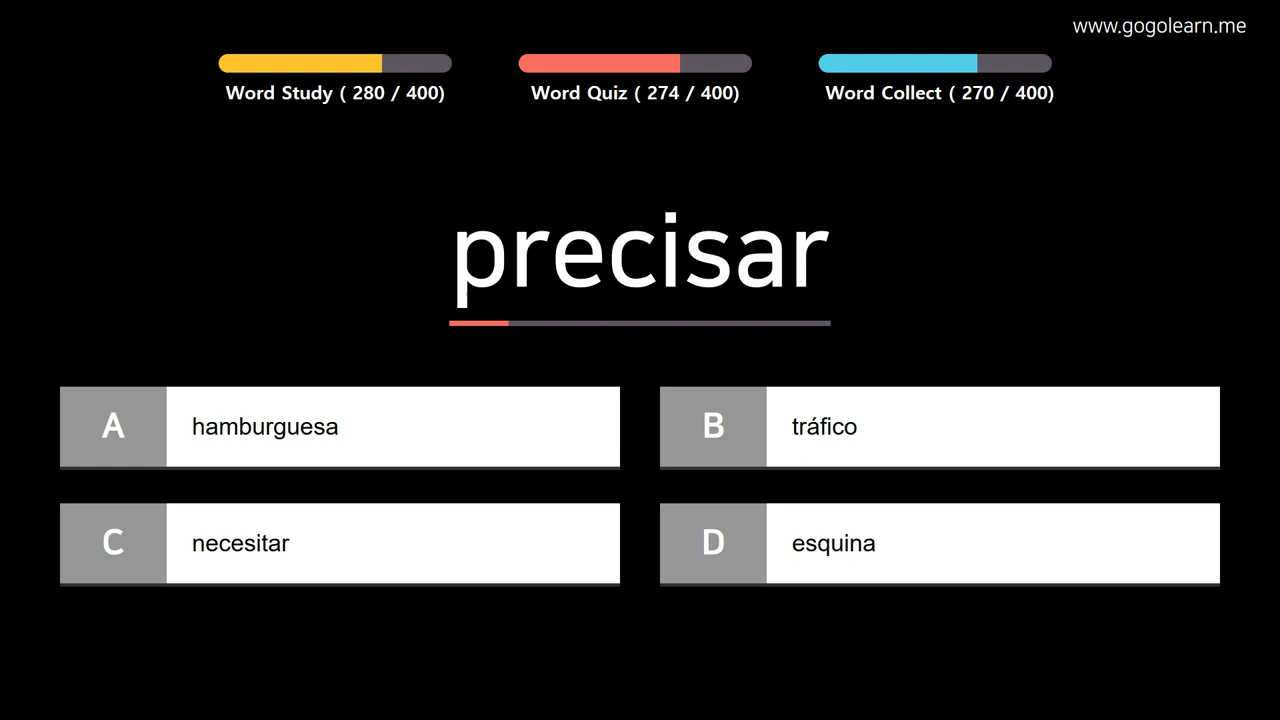 www.gogolearn.me
Word Study ( 280 / 400)
Word Quiz ( 274 / 400)
Word Collect ( 270 / 400)
precisar
A hamburguesa
B tráfico
C necesitar
D esquina